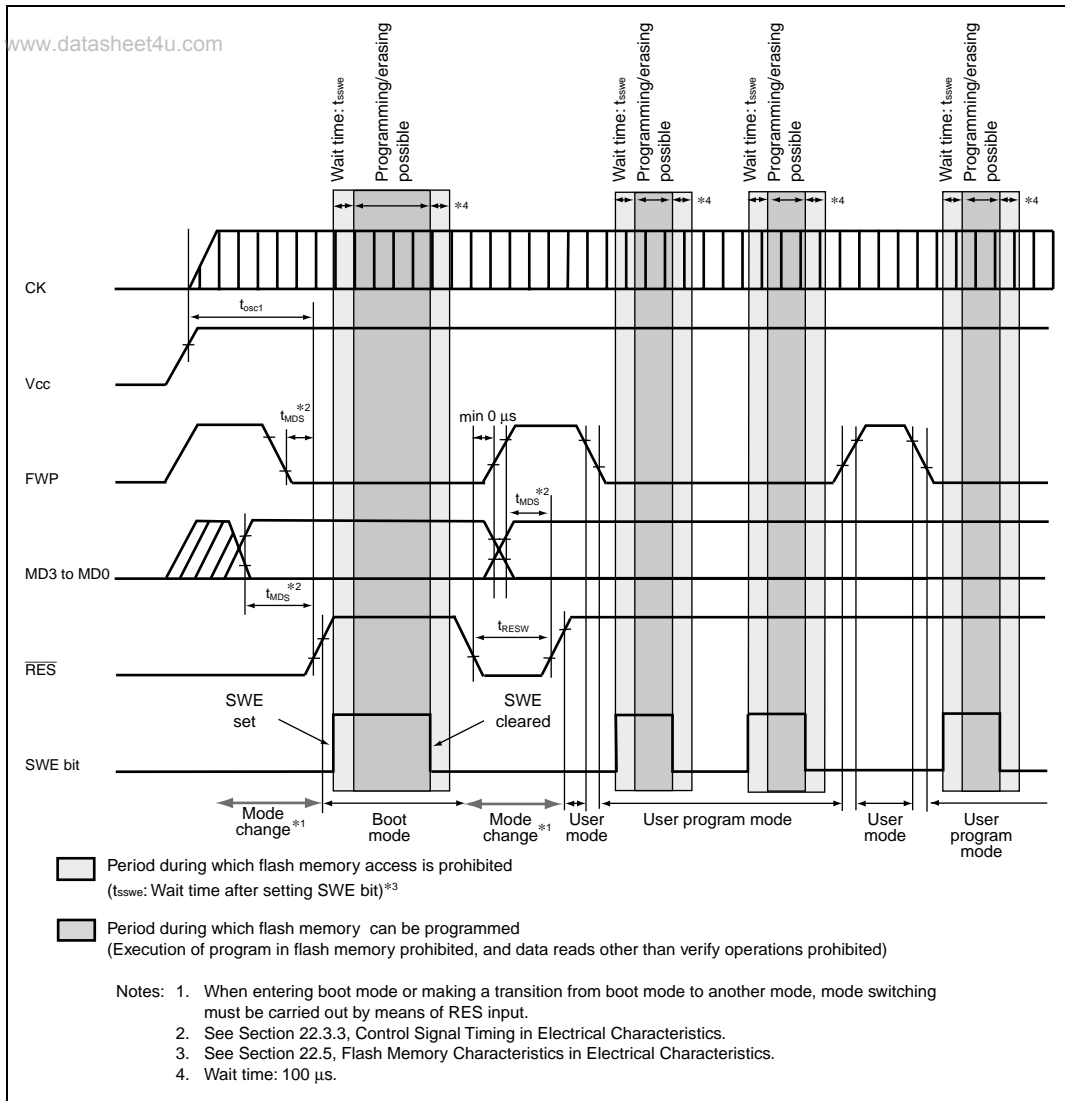 www.datasheet4u.com
Wait time: tsswe
Programming/erasing
possible
Wait time: tsswe
Programming/erasing
possible
Wait time: tsswe
Programming/erasing
possible
Wait time: tsswe
Programming/erasing
possible
*4
*4
*4
*4
CK
tosc1
Vcc
tMDS*2
min 0 μs
FWP
tMDS*2
MD3 to MD0
tMDS*2
tRESW
RES
SWE
set
SWE
cleared
SWE bit
Mode
change*1
Boot
mode
Mode
change*1
User
mode
User program mode
User
mode
User
program
mode
Period during which flash memory access is prohibited
(tsswe: Wait time after setting SWE bit)*3
Period during which flash memory can be programmed
(Execution of program in flash memory prohibited, and data reads other than verify operations prohibited)
Notes: 1. When entering boot mode or making a transition from boot mode to another mode, mode switching
must be carried out by means of RES input.
2. See Section 22.3.3, Control Signal Timing in Electrical Characteristics.
3. See Section 22.5, Flash Memory Characteristics in Electrical Characteristics.
4. Wait time: 100 μs.